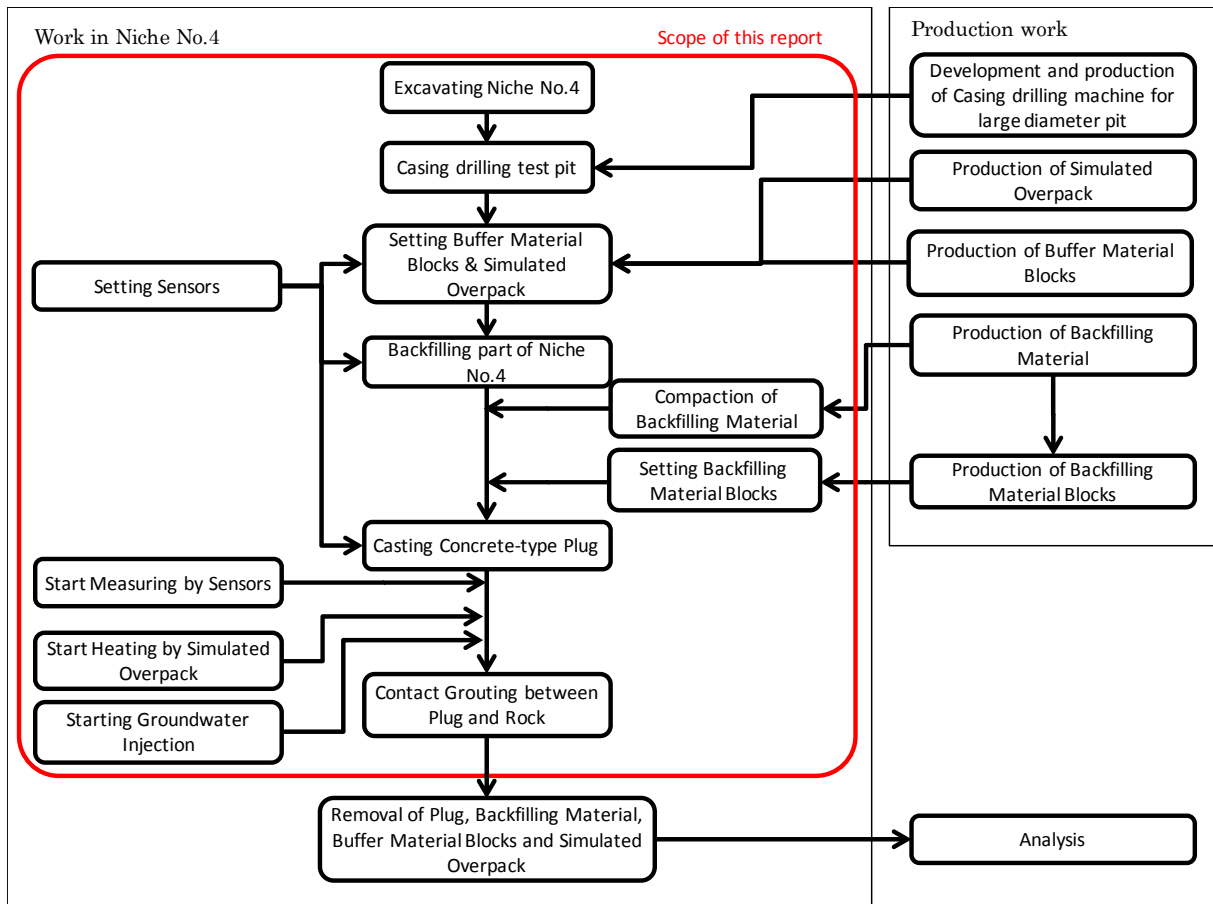 Work in Niche No.4
Scope of this report
Excavating Niche No.4
Casing drilling test pit
Setting Buffer Material
Blocks & Simulated
Overpack
Setting Sensors
Backfilling part of Niche
No.4
Compaction of
Backfilling Material
Setting Backfilling
Material Blocks
Casting Concrete-type Plug
Start Measuring by Sensors
Start Heating by Simulated
Overpack
Starting Groundwater
Injection
Contact Grouting between
Plug and Rock
Removal of Plug, Backfilling Material,
Buffer Material Blocks and Simulated
Overpack
Production work
Development and production
of Casing drilling machine for
large diameter pit
Production of Simulated
Overpack
Production of Buffer Material
Blocks
Production of Backfilling
Material
Production of Backfilling
Material Blocks
Analysis